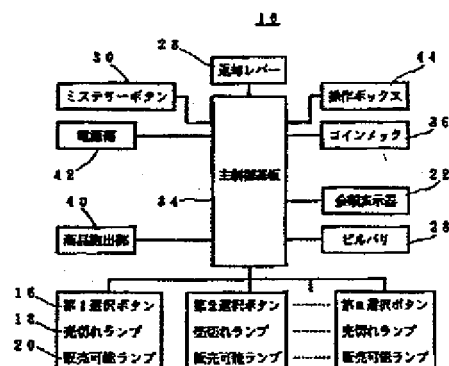 10
23
返却レバー
30
ミステリーボタン
44
操作ボックス
電源部
42
コインメック
36
主制御基板
34
金額表示器
22
40
商品搬出部
ビルバリ
28
16
第1選択ボタン
第2選択ボタン
第n選択ボタン
18
売切れランプ
売切れランプ
売切れランプ
20
販売可能ランプ
販売可能ランプ
販売可能ランプ